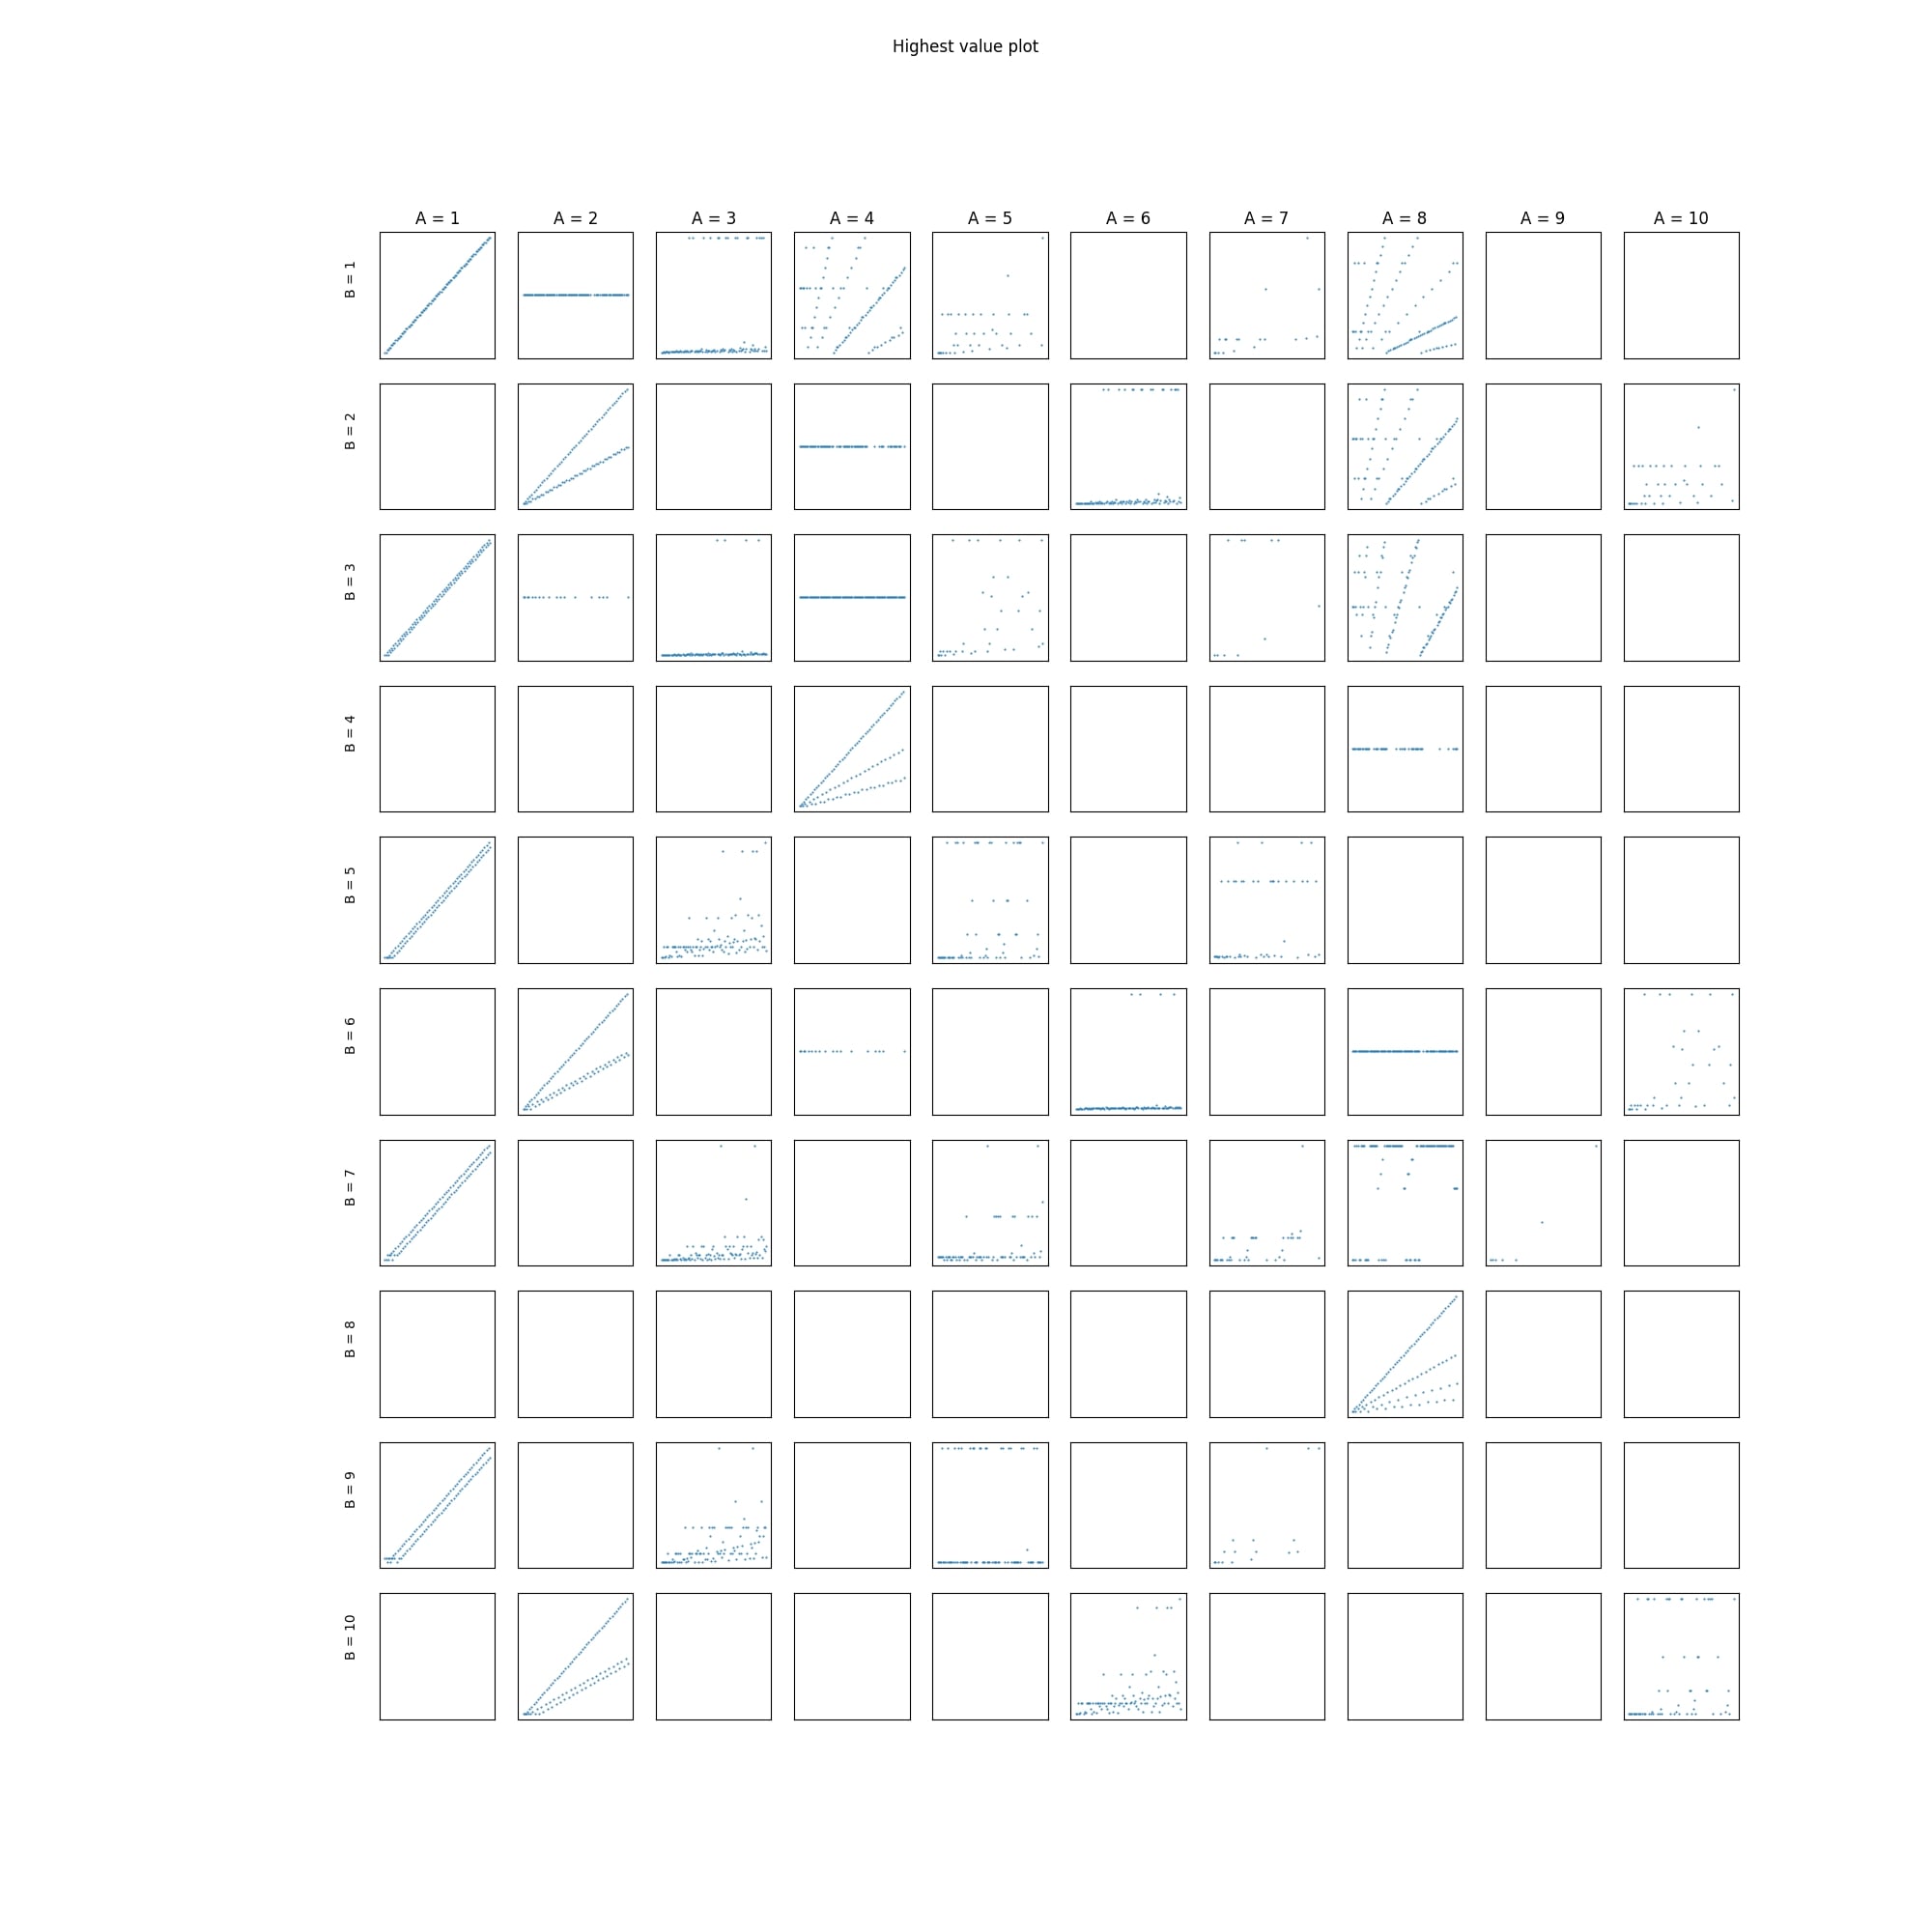 Highest value plot
A = 1 A = 2 A = 3 A = 4 A = 5 A = 6 A = 7 A = 8 A = 9 A = 10
B = 1
B = 2
B = 3
B = 4
B = 5
B = 6
B = 7
B = 8
B = 9
B = 10